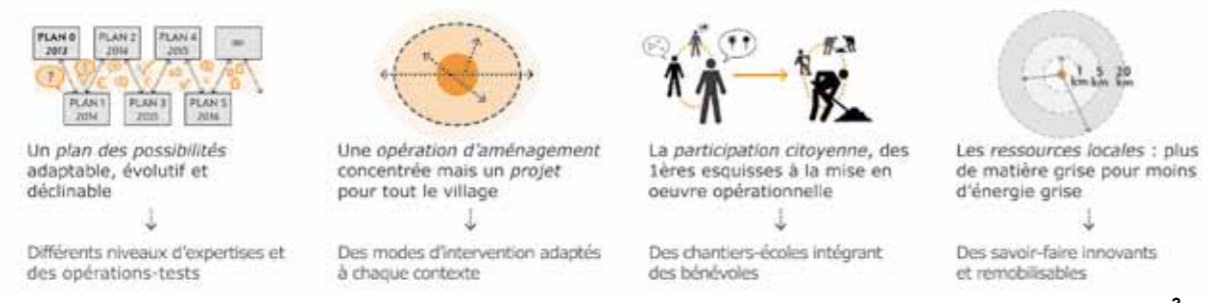 PLAN 0
2013
PLAN 2
2014
PLAN 4
2015
∞
?
PLAN 1
2014
PLAN 3
2015
PLAN 5
2016
1 5 20
km km km
Un plan des possibilités
adaptable, évolutif et
déclinable
Différents niveaux d'expertises et
des opérations-tests
Une opération d'aménagement
concentrée mais un projet
pour tout le village
Des modes d'intervention adaptés
à chaque contexte
La participation citoyenne, des
1ères esquisses à la mise en
oeuvre opérationnelle
Des chantiers-écoles intégrant
des bénévoles
Les ressources locales : plus
de matière grise pour moins
d'énergie grise
Des savoir-faire innovants
et remobilisables